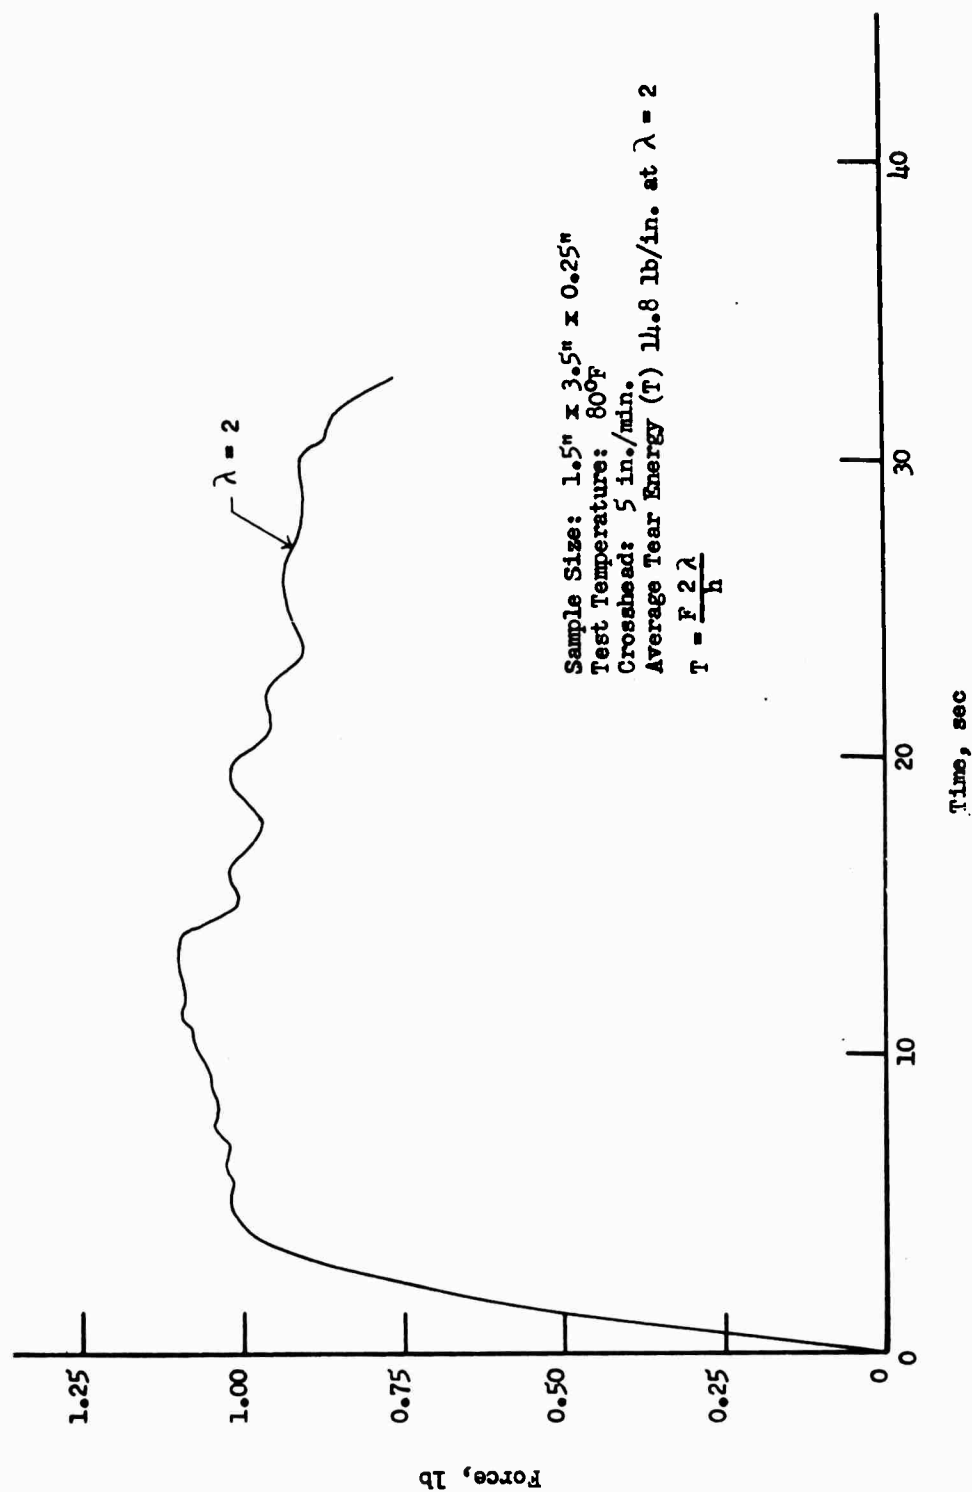 Force, lb
1.25
1.00
0.75
0.50
0.25
0
λ = 2
Sample Size: 1.5" x 3.5" x 0.25"
Test Temperature: 80°F
Crosshead: 5 in./min.
Average Tear Energy (T) 14.8 lb/in. at λ = 2
T = F 2 λ / h
0
10
20
30
40
Time, sec